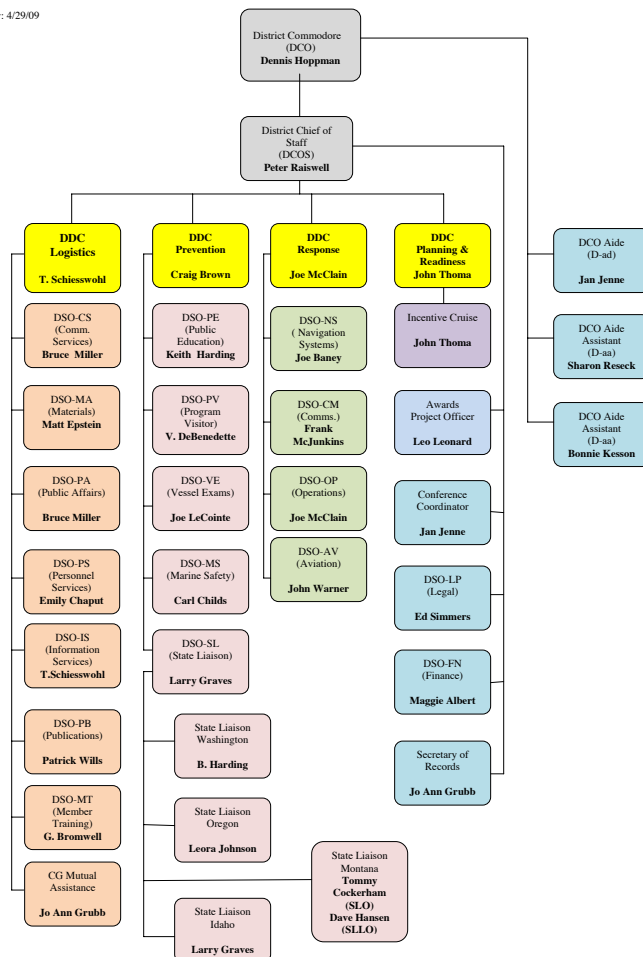 : 4/29/09
District Commodore
(DCO)
Dennis Hoppman
District Chief of
Staff
(DCOS)
Peter Raiswell
DDC
Logistics
T. Schiesswohl
DDC
Prevention
Craig Brown
DDC
Response
Joe McClain
DDC
Planning &
Readiness
John Thoma
DCO Aide
(D-ad)
Jan Jenne
DSO-CS
(Comm.
Services)
Bruce Miller
DSO-PE
(Public
Education)
Keith Harding
DSO-NS
( Navigation
Systems)
Joe Baney
Incentive Cruise
John Thoma
DCO Aide
Assistant
(D-aa)
Sharon Reseck
DSO-MA
(Materials)
Matt Epstein
DSO-PV
(Program
Visitor)
V. DeBenedette
DSO-CM
(Comms.)
Frank
McJunkins
Awards
Project Officer
Leo Leonard
DCO Aide
Assistant
(D-aa)
Bonnie Kesson
DSO-PA
(Public Affairs)
Bruce Miller
DSO-VE
(Vessel Exams)
Joe LeCointe
DSO-OP
(Operations)
Joe McClain
Conference
Coordinator
Jan Jenne
DSO-PS
(Personnel
Services)
Emily Chaput
DSO-MS
(Marine Safety)
Carl Childs
DSO-AV
(Aviation)
John Warner
DSO-LP
(Legal)
Ed Simmers
DSO-IS
(Information
Services)
T.Schiesswohl
DSO-SL
(State Liaison)
Larry Graves
DSO-FN
(Finance)
Maggie Albert
DSO-PB
(Publications)
Patrick Wills
State Liaison
Washington
B. Harding
Secretary of
Records
Jo Ann Grubb
DSO-MT
(Member
Training)
G. Bromwell
State Liaison
Oregon
Leora Johnson
CG Mutual
Assistance
Jo Ann Grubb
State Liaison
Montana
Tommy
Cockerham
(SLO)
Dave Hansen
(SLLO)
State Liaison
Idaho
Larry Graves